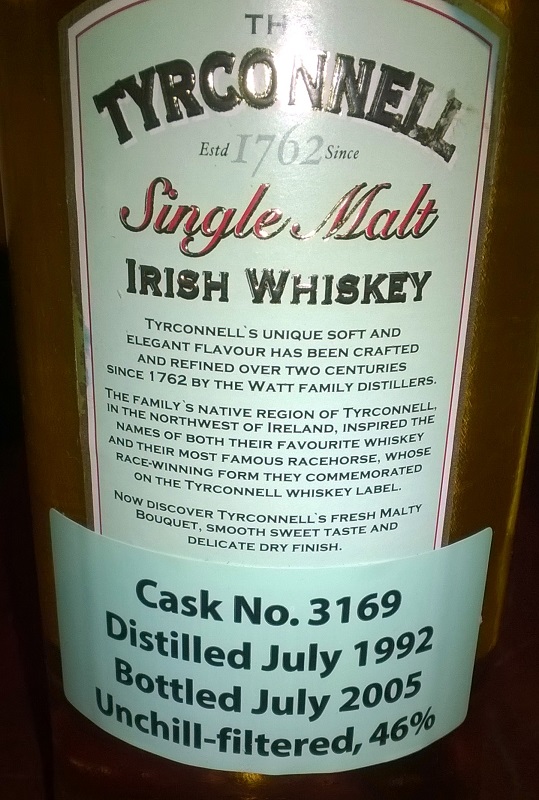 THE
TYRCONNELL
Estd 1762 Since
Single Malt
IRISH WHISKEY
TYRCONNELL`S UNIQUE SOFT AND
ELEGANT FLAVOUR HAS BEEN CRAFTED
AND REFINED OVER TWO CENTURIES
SINCE 1762 BY THE WATT FAMILY DISTILLERS.
THE FAMILY`S NATIVE REGION OF TYRCONNELL,
IN THE NORTHWEST OF IRELAND, INSPIRED THE
NAMES OF BOTH THEIR FAVOURITE WHISKEY
AND THEIR MOST FAMOUS RACEHORSE, WHOSE
RACE-WINNING FORM THEY COMMEMORATED
ON THE TYRCONNELL WHISKEY LABEL.
NOW DISCOVER TYRCONNELL`S FRESH MALTY
BOUQUET, SMOOTH SWEET TASTE AND
DELICATE DRY FINISH.
Cask No. 3169
Distilled July 1992
Bottled July 2005
Unchill-filtered, 46%